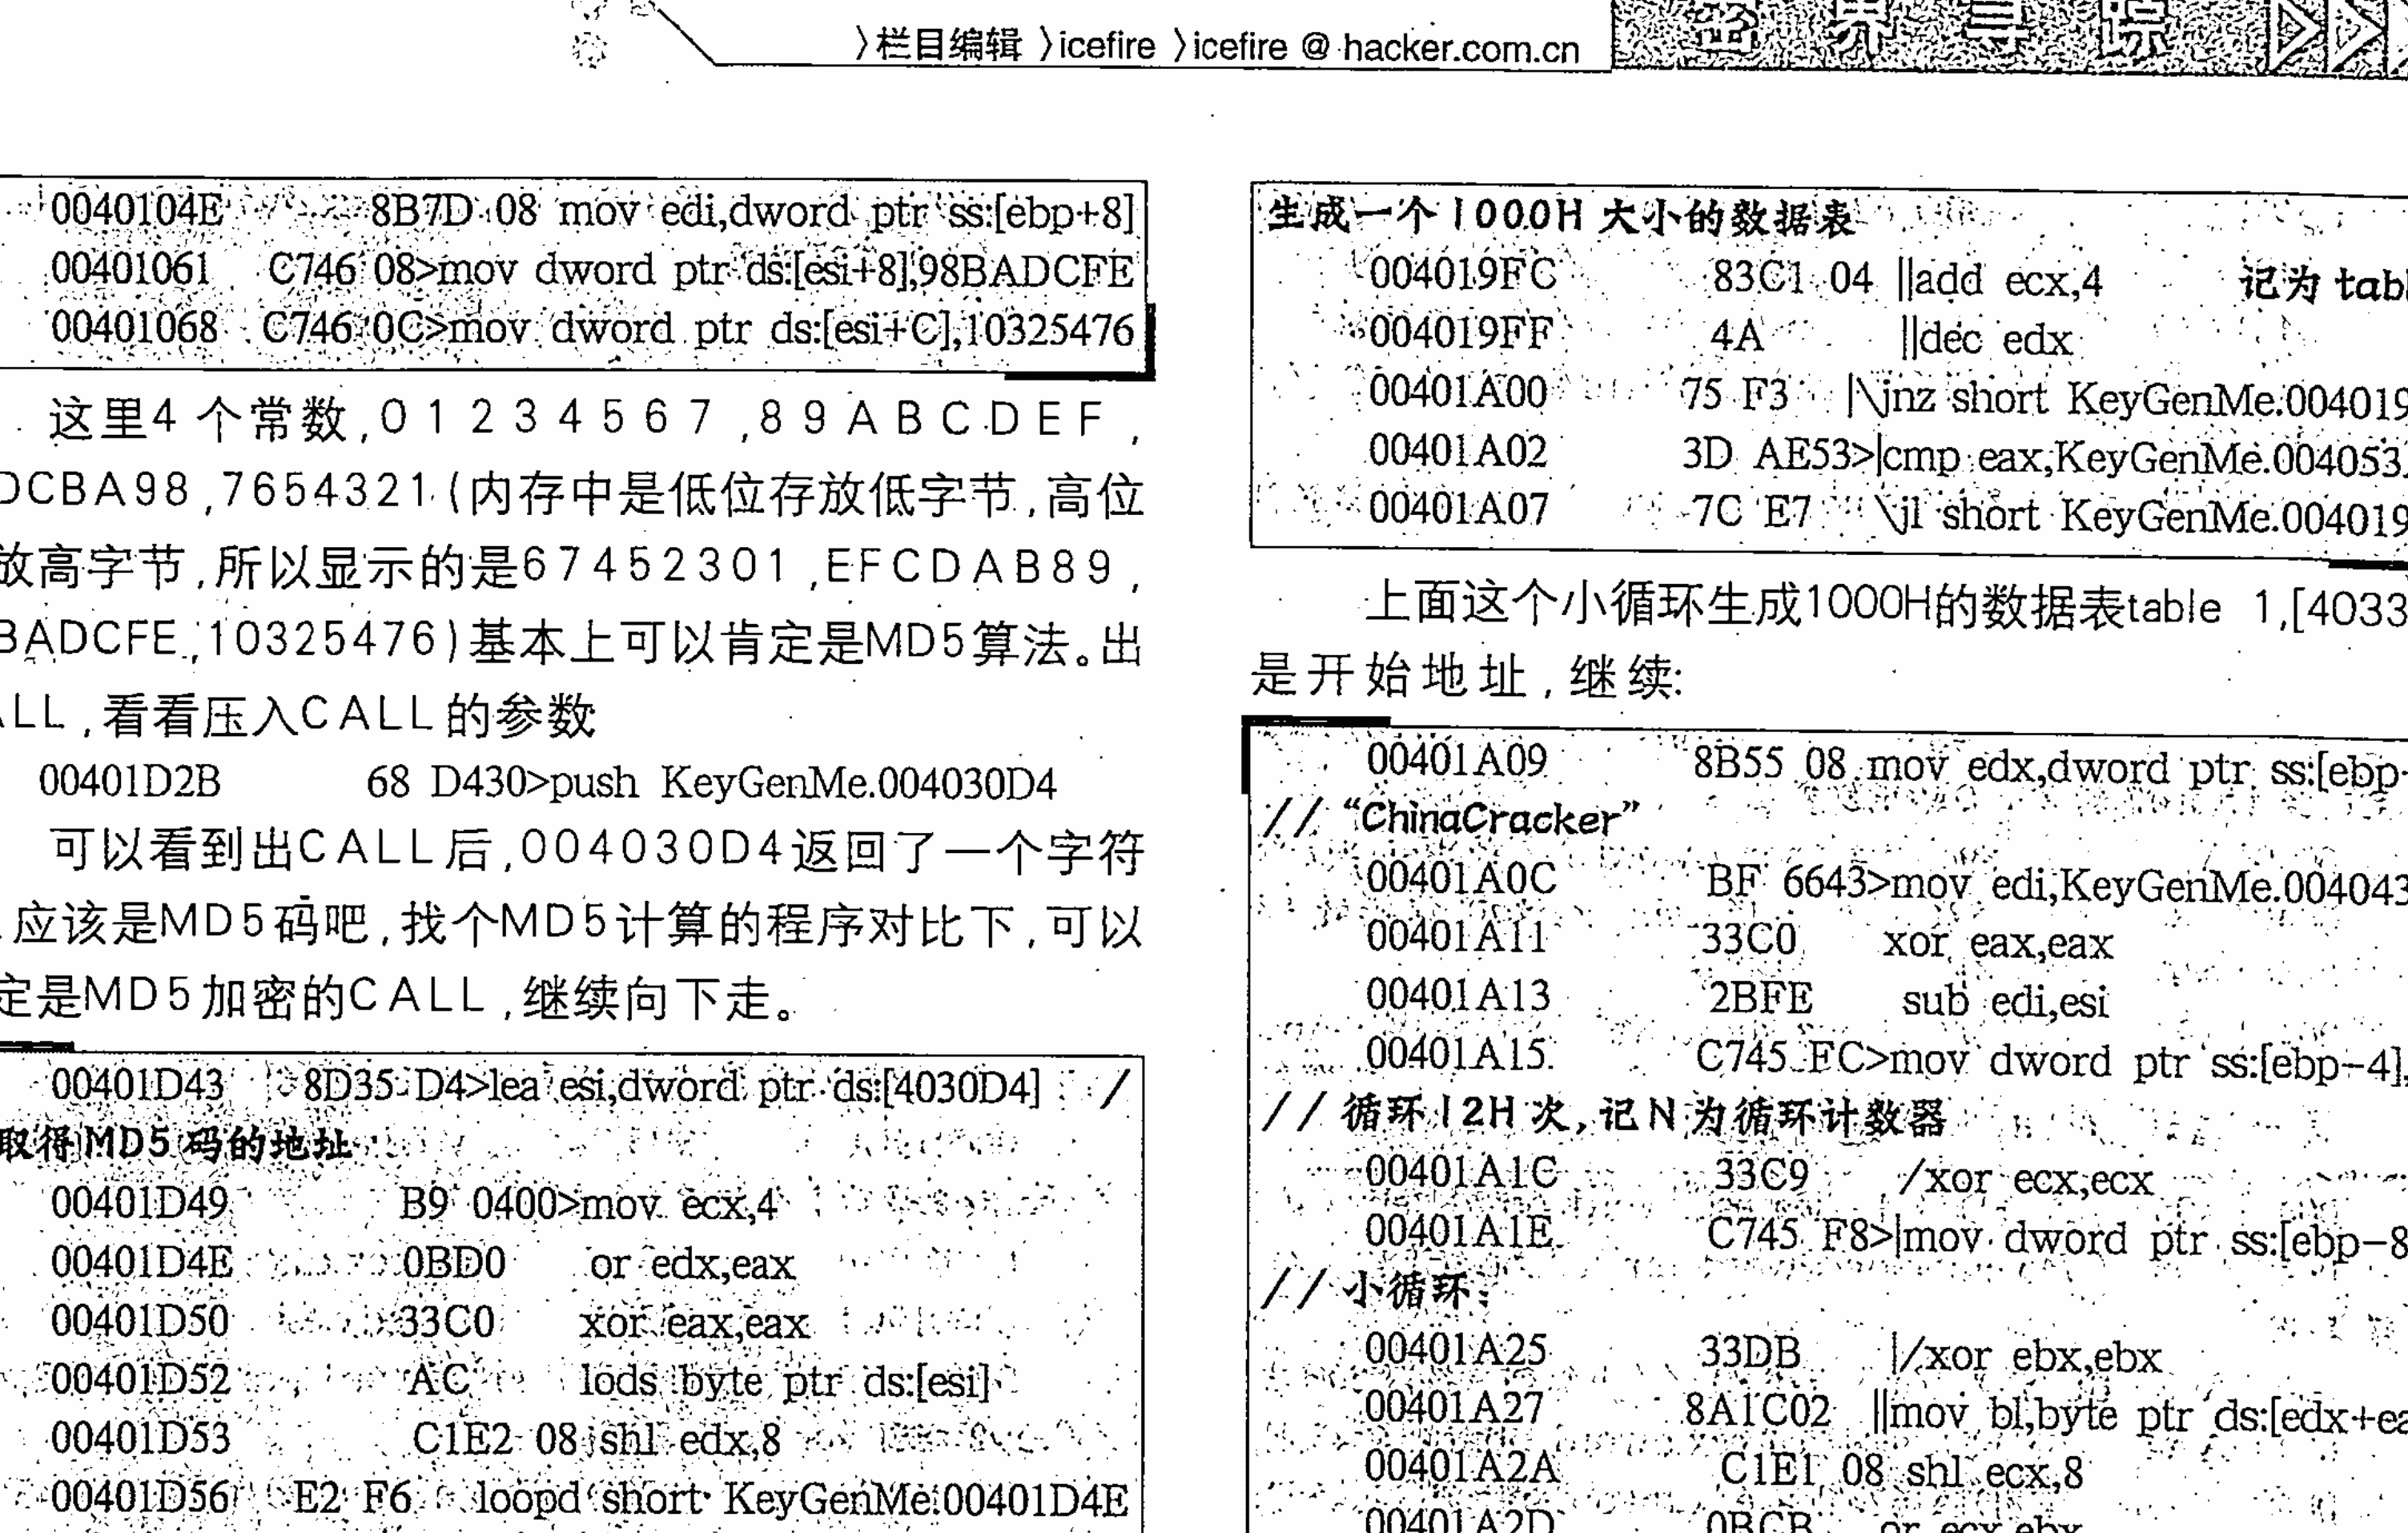 〉栏目编辑 〉icefire 〉icefire @ hacker.com.cn
密 界 寻 踪
0040104E 8B7D 08 mov edi,dword ptr ss:[ebp+8]
00401061 C746 08>mov dword ptr ds:[esi+8],98BADCFE
00401068 C746 0C>mov dword ptr ds:[esi+C],10325476
这里4个常数,01234567,89ABCDEF,
DCBA98,7654321(内存中是低位存放低字节,高位
放高字节,所以显示的是67452301,EFCDAB89,
BADCFE,10325476)基本上可以肯定是MD5算法。出
LL,看看压入CALL的参数
00401D2B 68 D430>push KeyGenMe.004030D4
可以看到出CALL后,004030D4返回了一个字符
应该是MD5码吧,找个MD5计算的程序对比下,可以
定是MD5加密的CALL,继续向下走。
00401D43 8D35 D4>lea esi,dword ptr ds:[4030D4] /
取得MD5码的地址
00401D49 B9 0400>mov ecx,4
00401D4E 0BD0 or edx,eax
00401D50 33C0 xor eax,eax
00401D52 AC lods byte ptr ds:[esi]
00401D53 C1E2 08 shl edx,8
00401D56 E2 F6 loopd short KeyGenMe.00401D4E
生成一个1000H大小的数据表
004019FC 83C1 04 ||add ecx,4 记为 tabl
004019FF 4A ||dec edx
00401A00 75 F3 |\jnz short KeyGenMe.004019
00401A02 3D AE53>|cmp eax,KeyGenMe.004053
00401A07 7C E7 \jl short KeyGenMe.004019
上面这个小循环生成1000H的数据表table 1,[4033
是开始地址,继续:
00401A09 8B55 08 mov edx,dword ptr ss:[ebp
// “ChinaCracker”
00401A0C BF 6643>mov edi,KeyGenMe.004043
00401A11 33C0 xor eax,eax
00401A13 2BFE sub edi,esi
00401A15 C745 FC>mov dword ptr ss:[ebp-4],
// 循环12H次,记N为循环计数器
00401A1C 33C9 /xor ecx,ecx
00401A1E C745 F8>|mov dword ptr ss:[ebp-8
// 小循环:
00401A25 33DB |/xor ebx,ebx
00401A27 8A1C02 ||mov bl,byte ptr ds:[edx+ea
00401A2A C1E1 08 shl ecx,8
00401A2D 0BCB or ecx,ebx